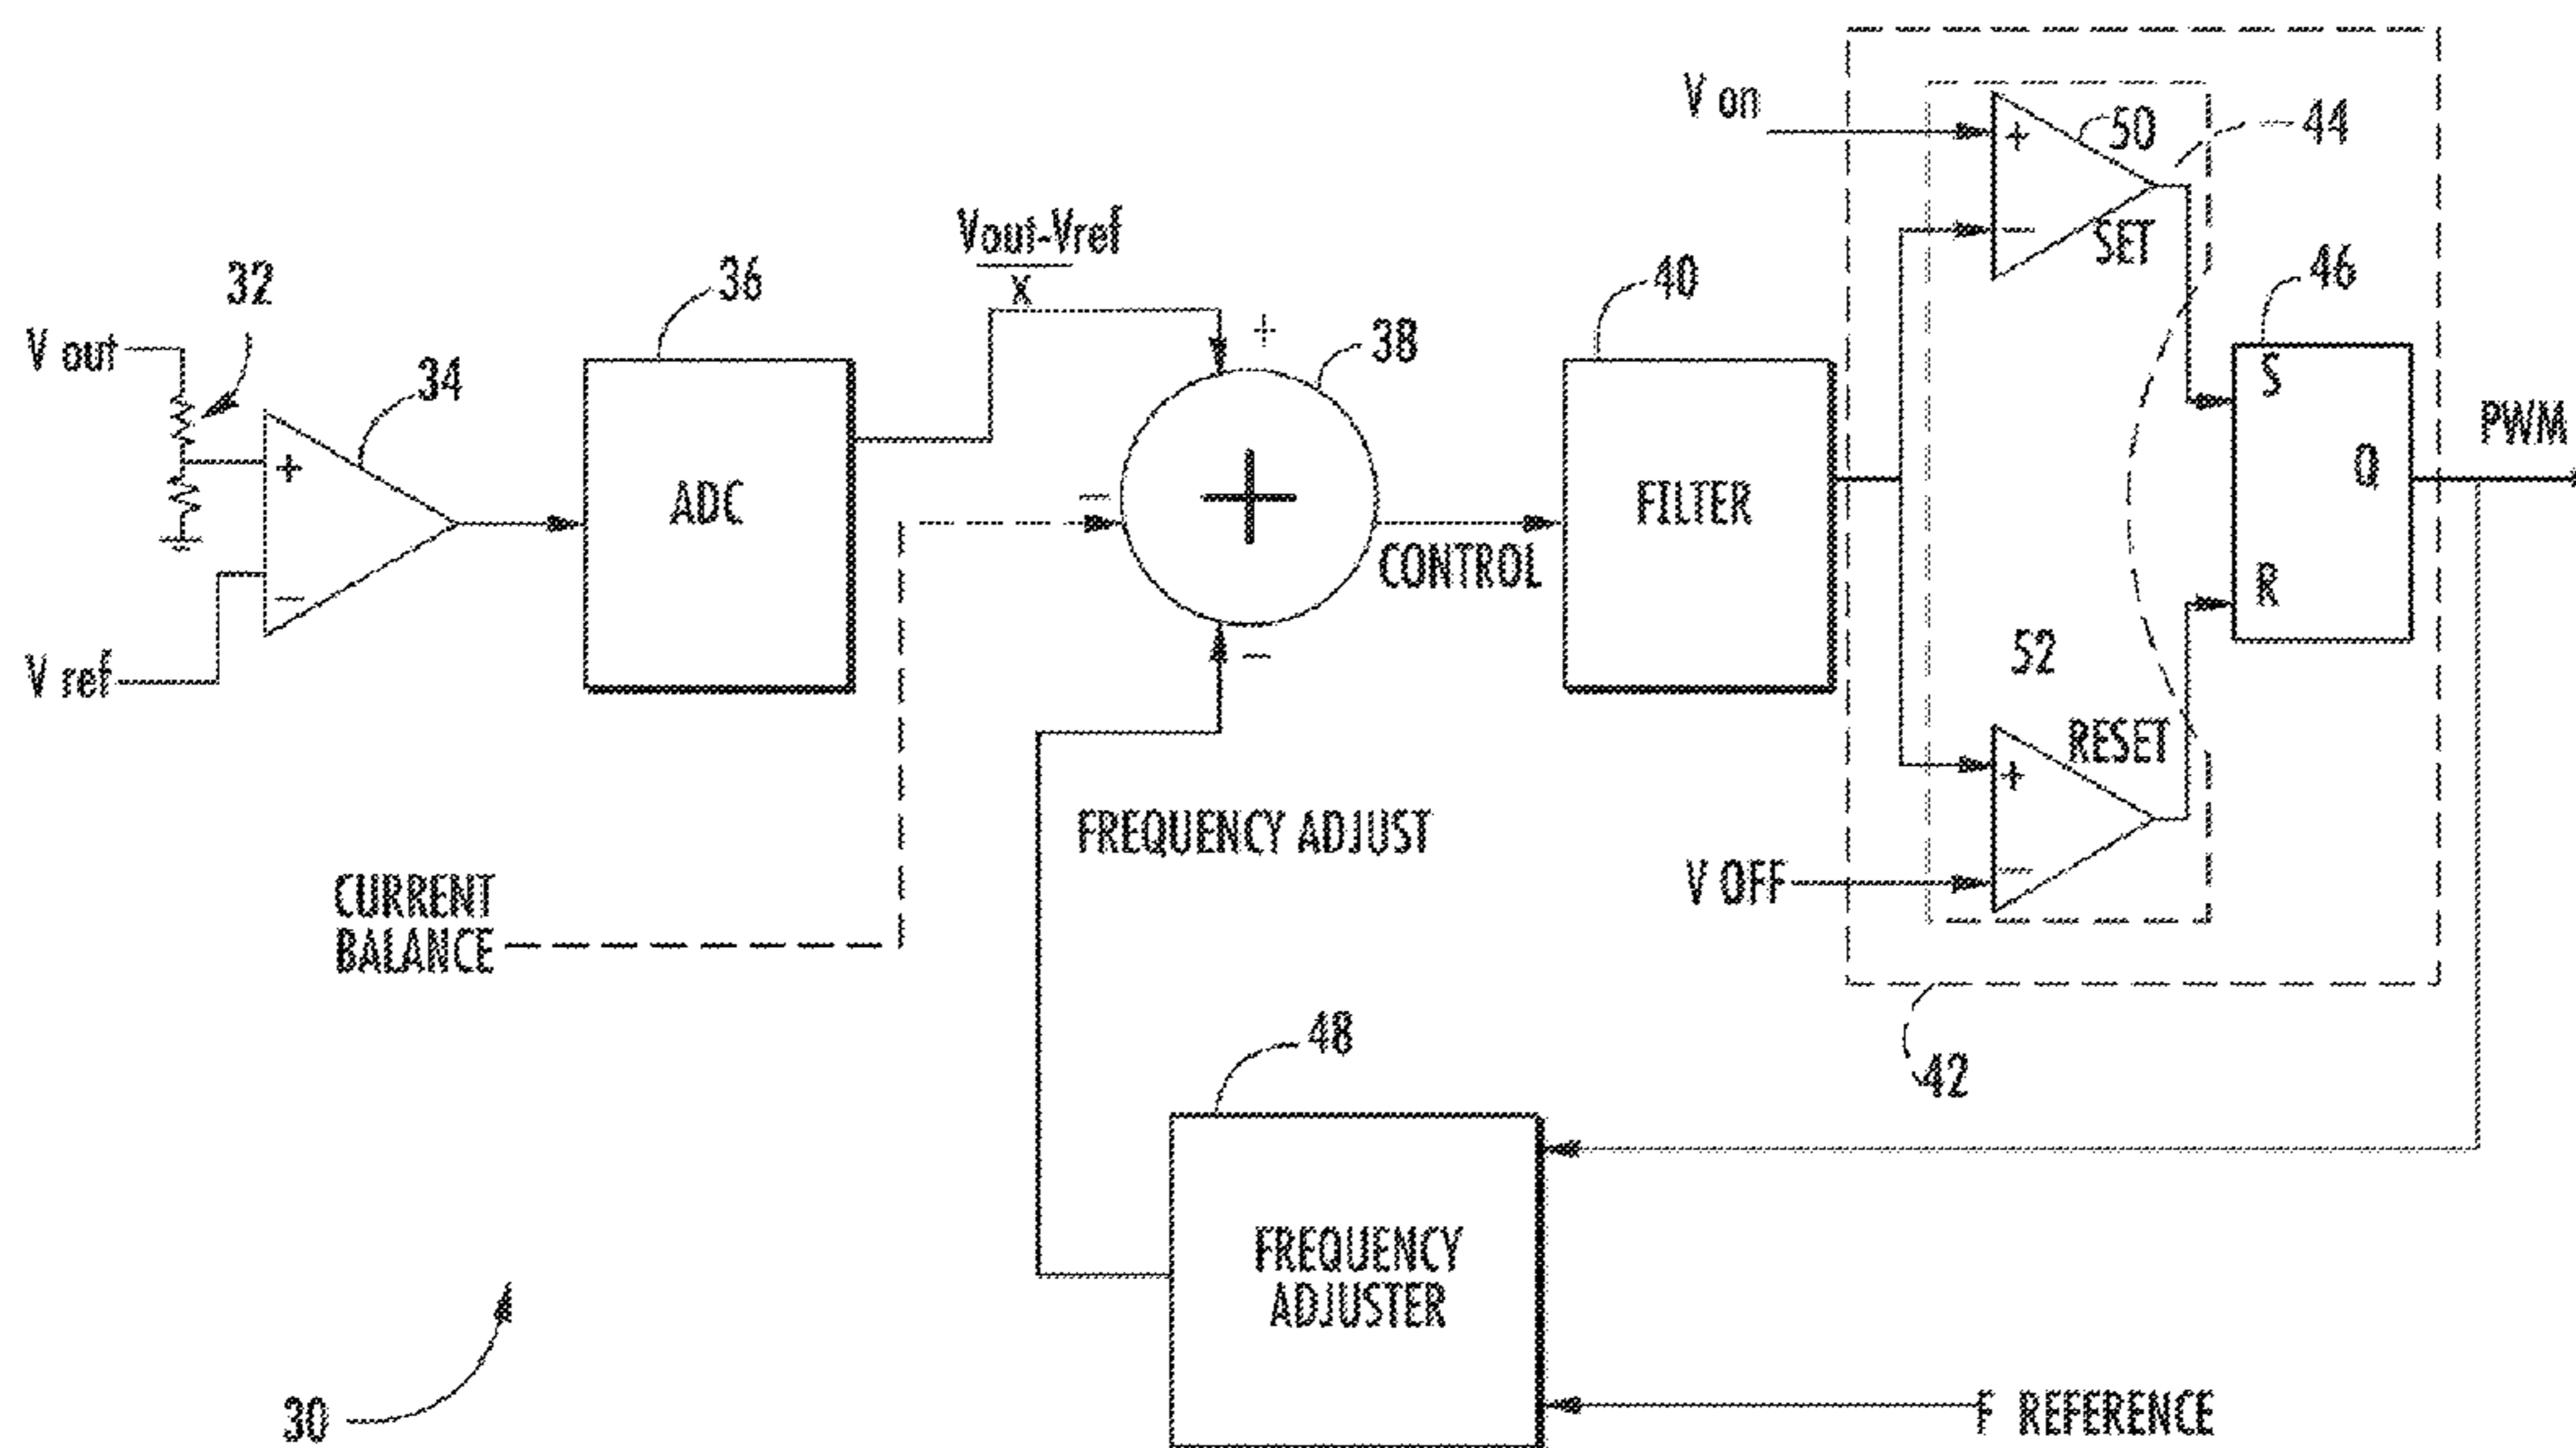 V on
+
50
44
−
SET
Vout-Vref
X
32
36
40
46
V out
+
38
S
34
PWM
+
ADC
−
+
FILTER
Q
CONTROL
R
−
−
52
V ref
RESET
+
FREQUENCY ADJUST
−
V OFF
CURRENT
BALANCE
48
42
FREQUENCY
ADJUSTER
30
F REFERENCE